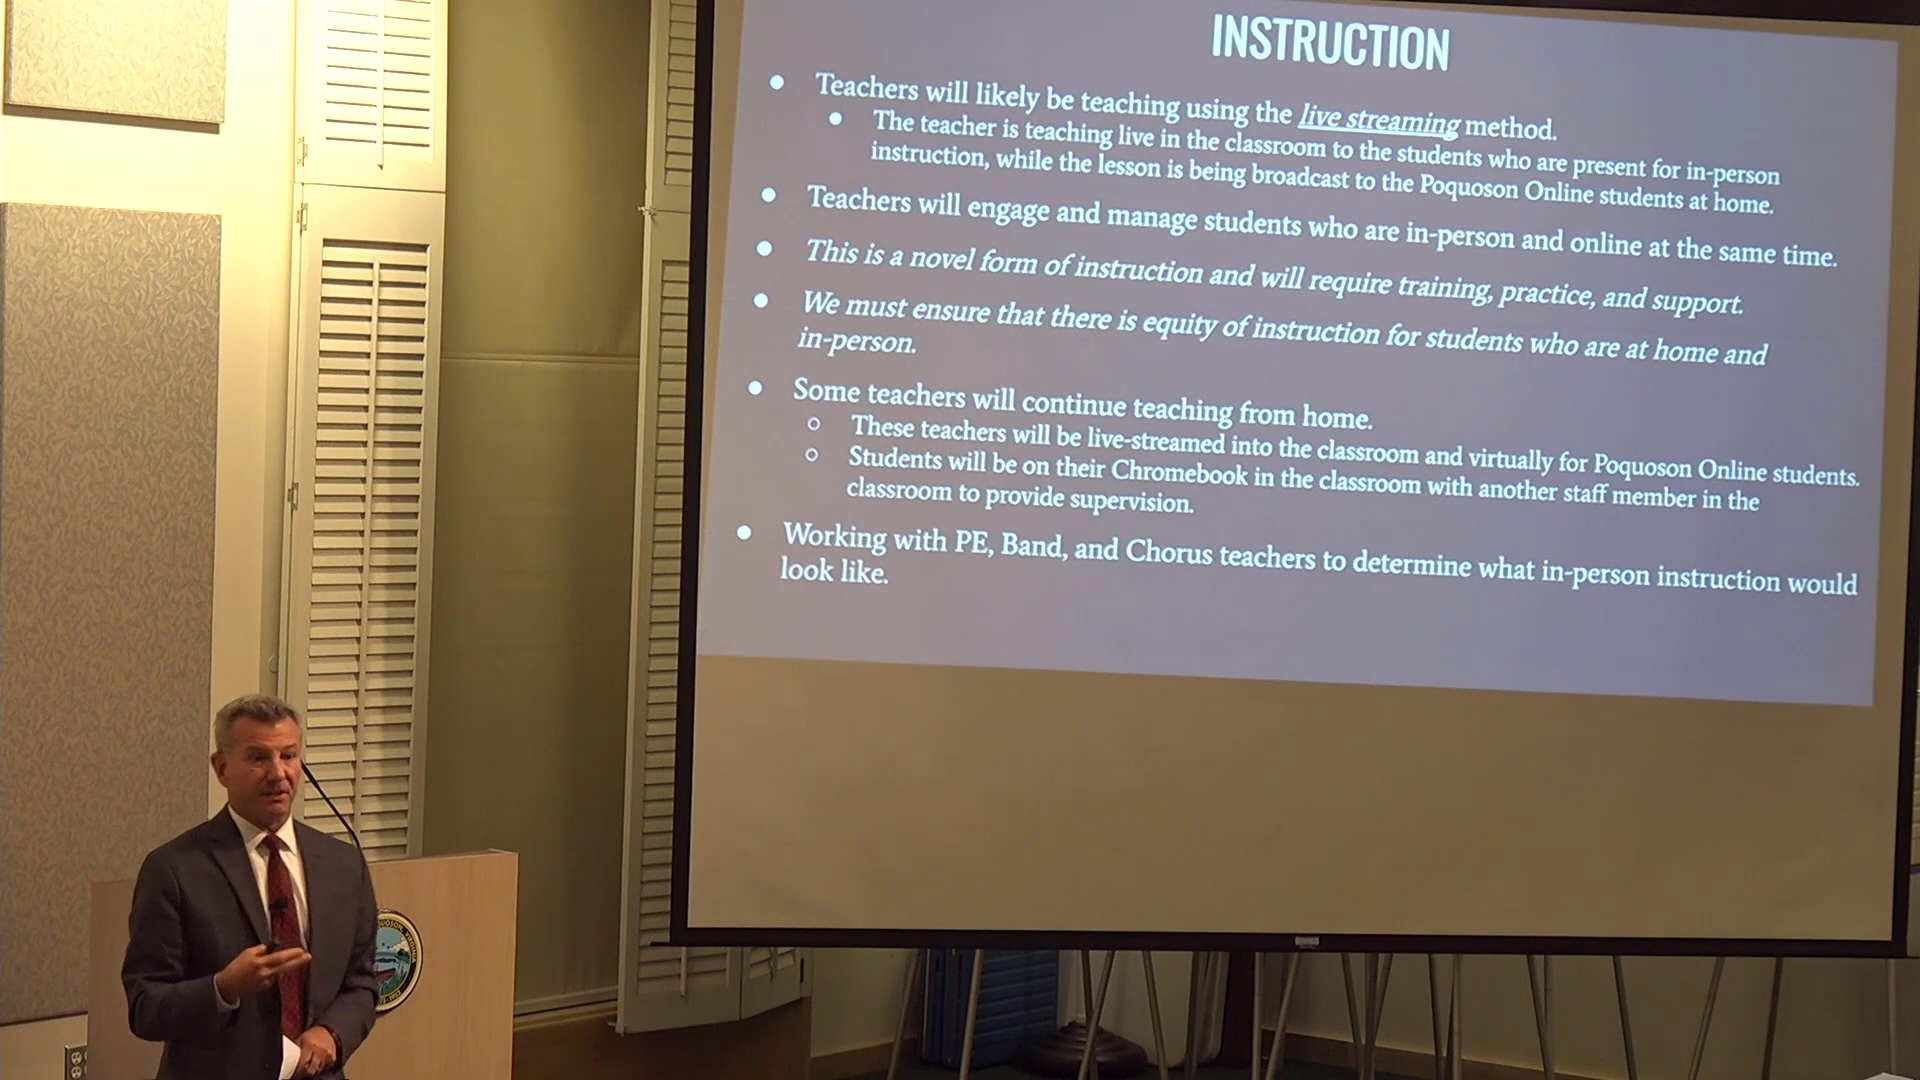 INSTRUCTION
● Teachers will likely be teaching using the live streaming method.
● The teacher is teaching live in the classroom to the students who are present for in-person
instruction, while the lesson is being broadcast to the Poquoson Online students at home.
● Teachers will engage and manage students who are in-person and online at the same time.
● This is a novel form of instruction and will require training, practice, and support.
● We must ensure that there is equity of instruction for students who are at home and
in-person.
● Some teachers will continue teaching from home.
○ These teachers will be live-streamed into the classroom and virtually for Poquoson Online students.
○ Students will be on their Chromebook in the classroom with another staff member in the
classroom to provide supervision.
● Working with PE, Band, and Chorus teachers to determine what in-person instruction would
look like.